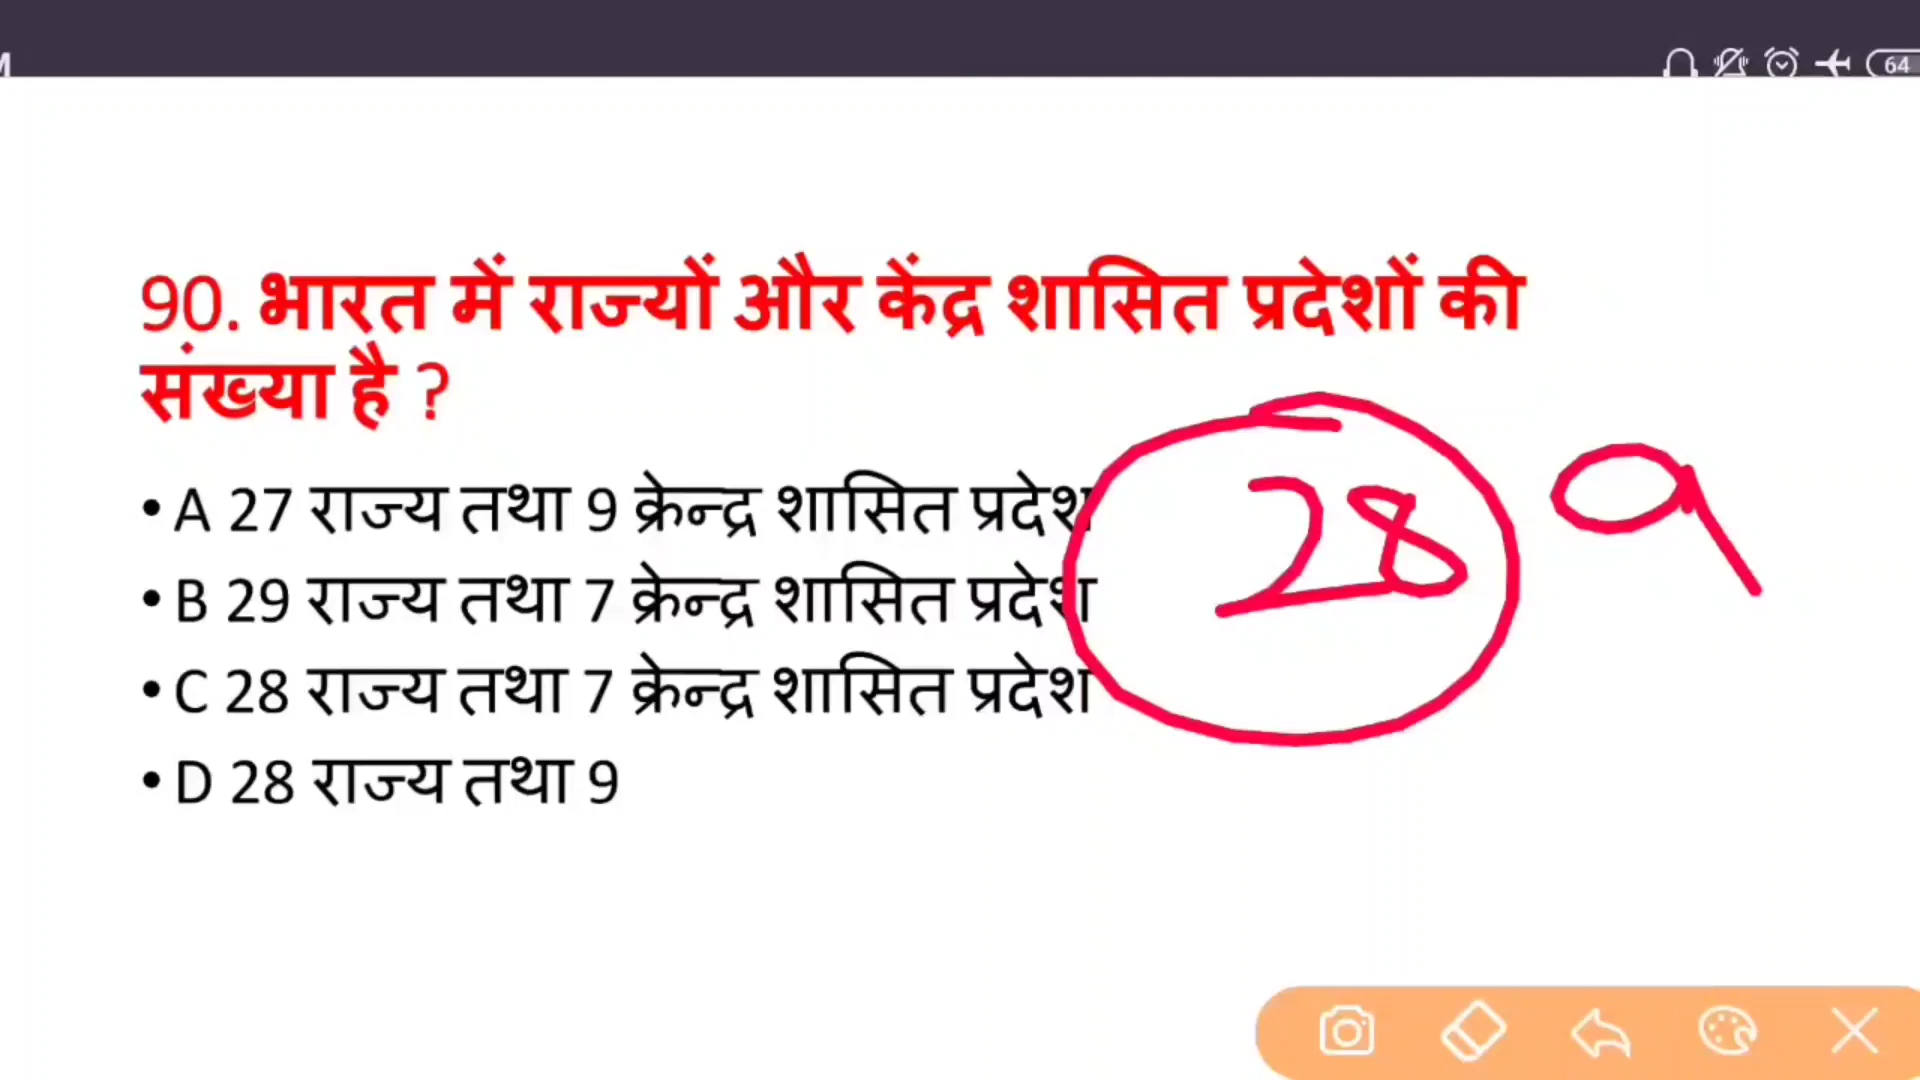 64
90. भारत में राज्यों और केंद्र शासित प्रदेशों की
संख्या है ?
• A 27 राज्य तथा 9 क्रेन्द्र शासित प्रदेश
• B 29 राज्य तथा 7 क्रेन्द्र शासित प्रदेश
• C 28 राज्य तथा 7 क्रेन्द्र शासित प्रदेश
• D 28 राज्य तथा 9
28 9